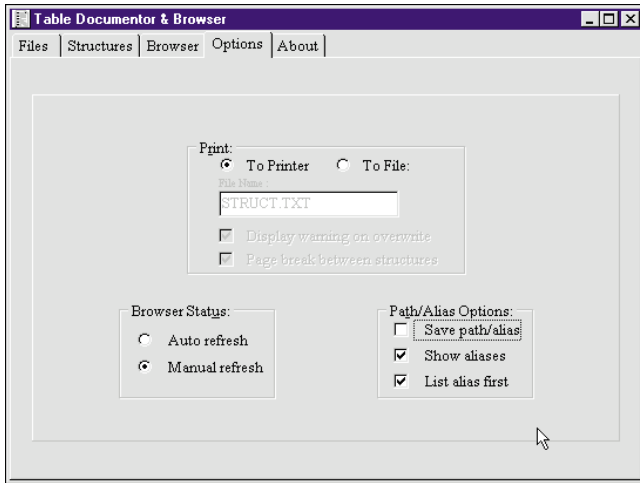 Table Documentor & Browser
Files Structures Browser Options About
Print:
To Printer To File:
File Name :
STRUCT.TXT
Display warning on overwrite
Page break between structures
Browser Status:
Auto refresh
Manual refresh
Path/Alias Options:
Save path/alias
Show aliases
List alias first